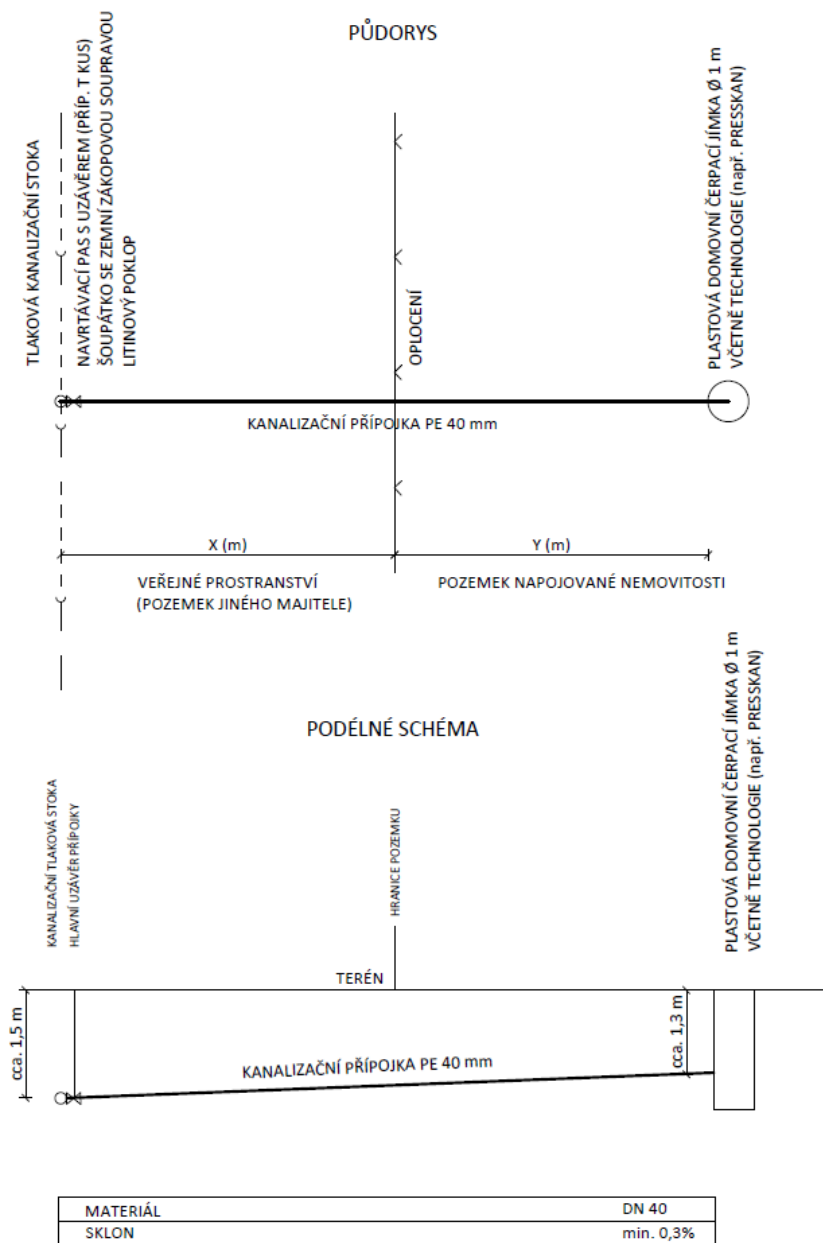 PŮDORYS
TLAKOVÁ KANALIZAČNÍ STOKA
NAVRTÁVACÍ PAS S UZÁVĚREM (PŘÍP. T KUS)
ŠOUPÁTKO SE ZEMNÍ ZÁKOPOVOU SOUPRAVOU
LITINOVÝ POKLOP
OPLOCENÍ
PLASTOVÁ DOMOVNÍ ČERPACÍ JÍMKA Ø 1 m
VČETNĚ TECHNOLOGIE (např. PRESSKAN)
KANALIZAČNÍ PŘÍPOJKA PE 40 mm
X (m)
Y (m)
VEŘEJNÉ PROSTRANSTVÍ
(POZEMEK JINÉHO MAJITELE)
POZEMEK NAPOJOVANÉ NEMOVITOSTI
PODÉLNÉ SCHÉMA
KANALIZAČNÍ TLAKOVÁ STOKA
HLAVNÍ UZÁVĚR PŘÍPOJKY
HRANICE POZEMKU
PLASTOVÁ DOMOVNÍ ČERPACÍ JÍMKA Ø 1 m
VČETNĚ TECHNOLOGIE (např. PRESSKAN)
TERÉN
cca. 1,5 m
cca. 1,3 m
KANALIZAČNÍ PŘÍPOJKA PE 40 mm
MATERIÁL DN 40
SKLON min. 0,3%